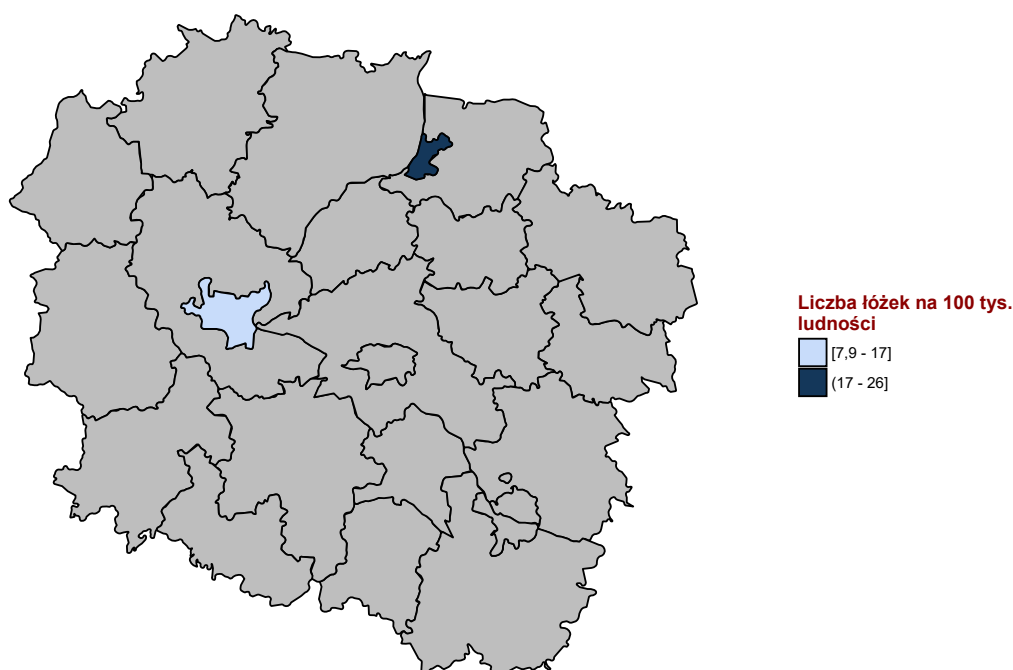 Liczba łóżek na 100 tys.
ludności
[7,9 - 17]
(17 - 26]